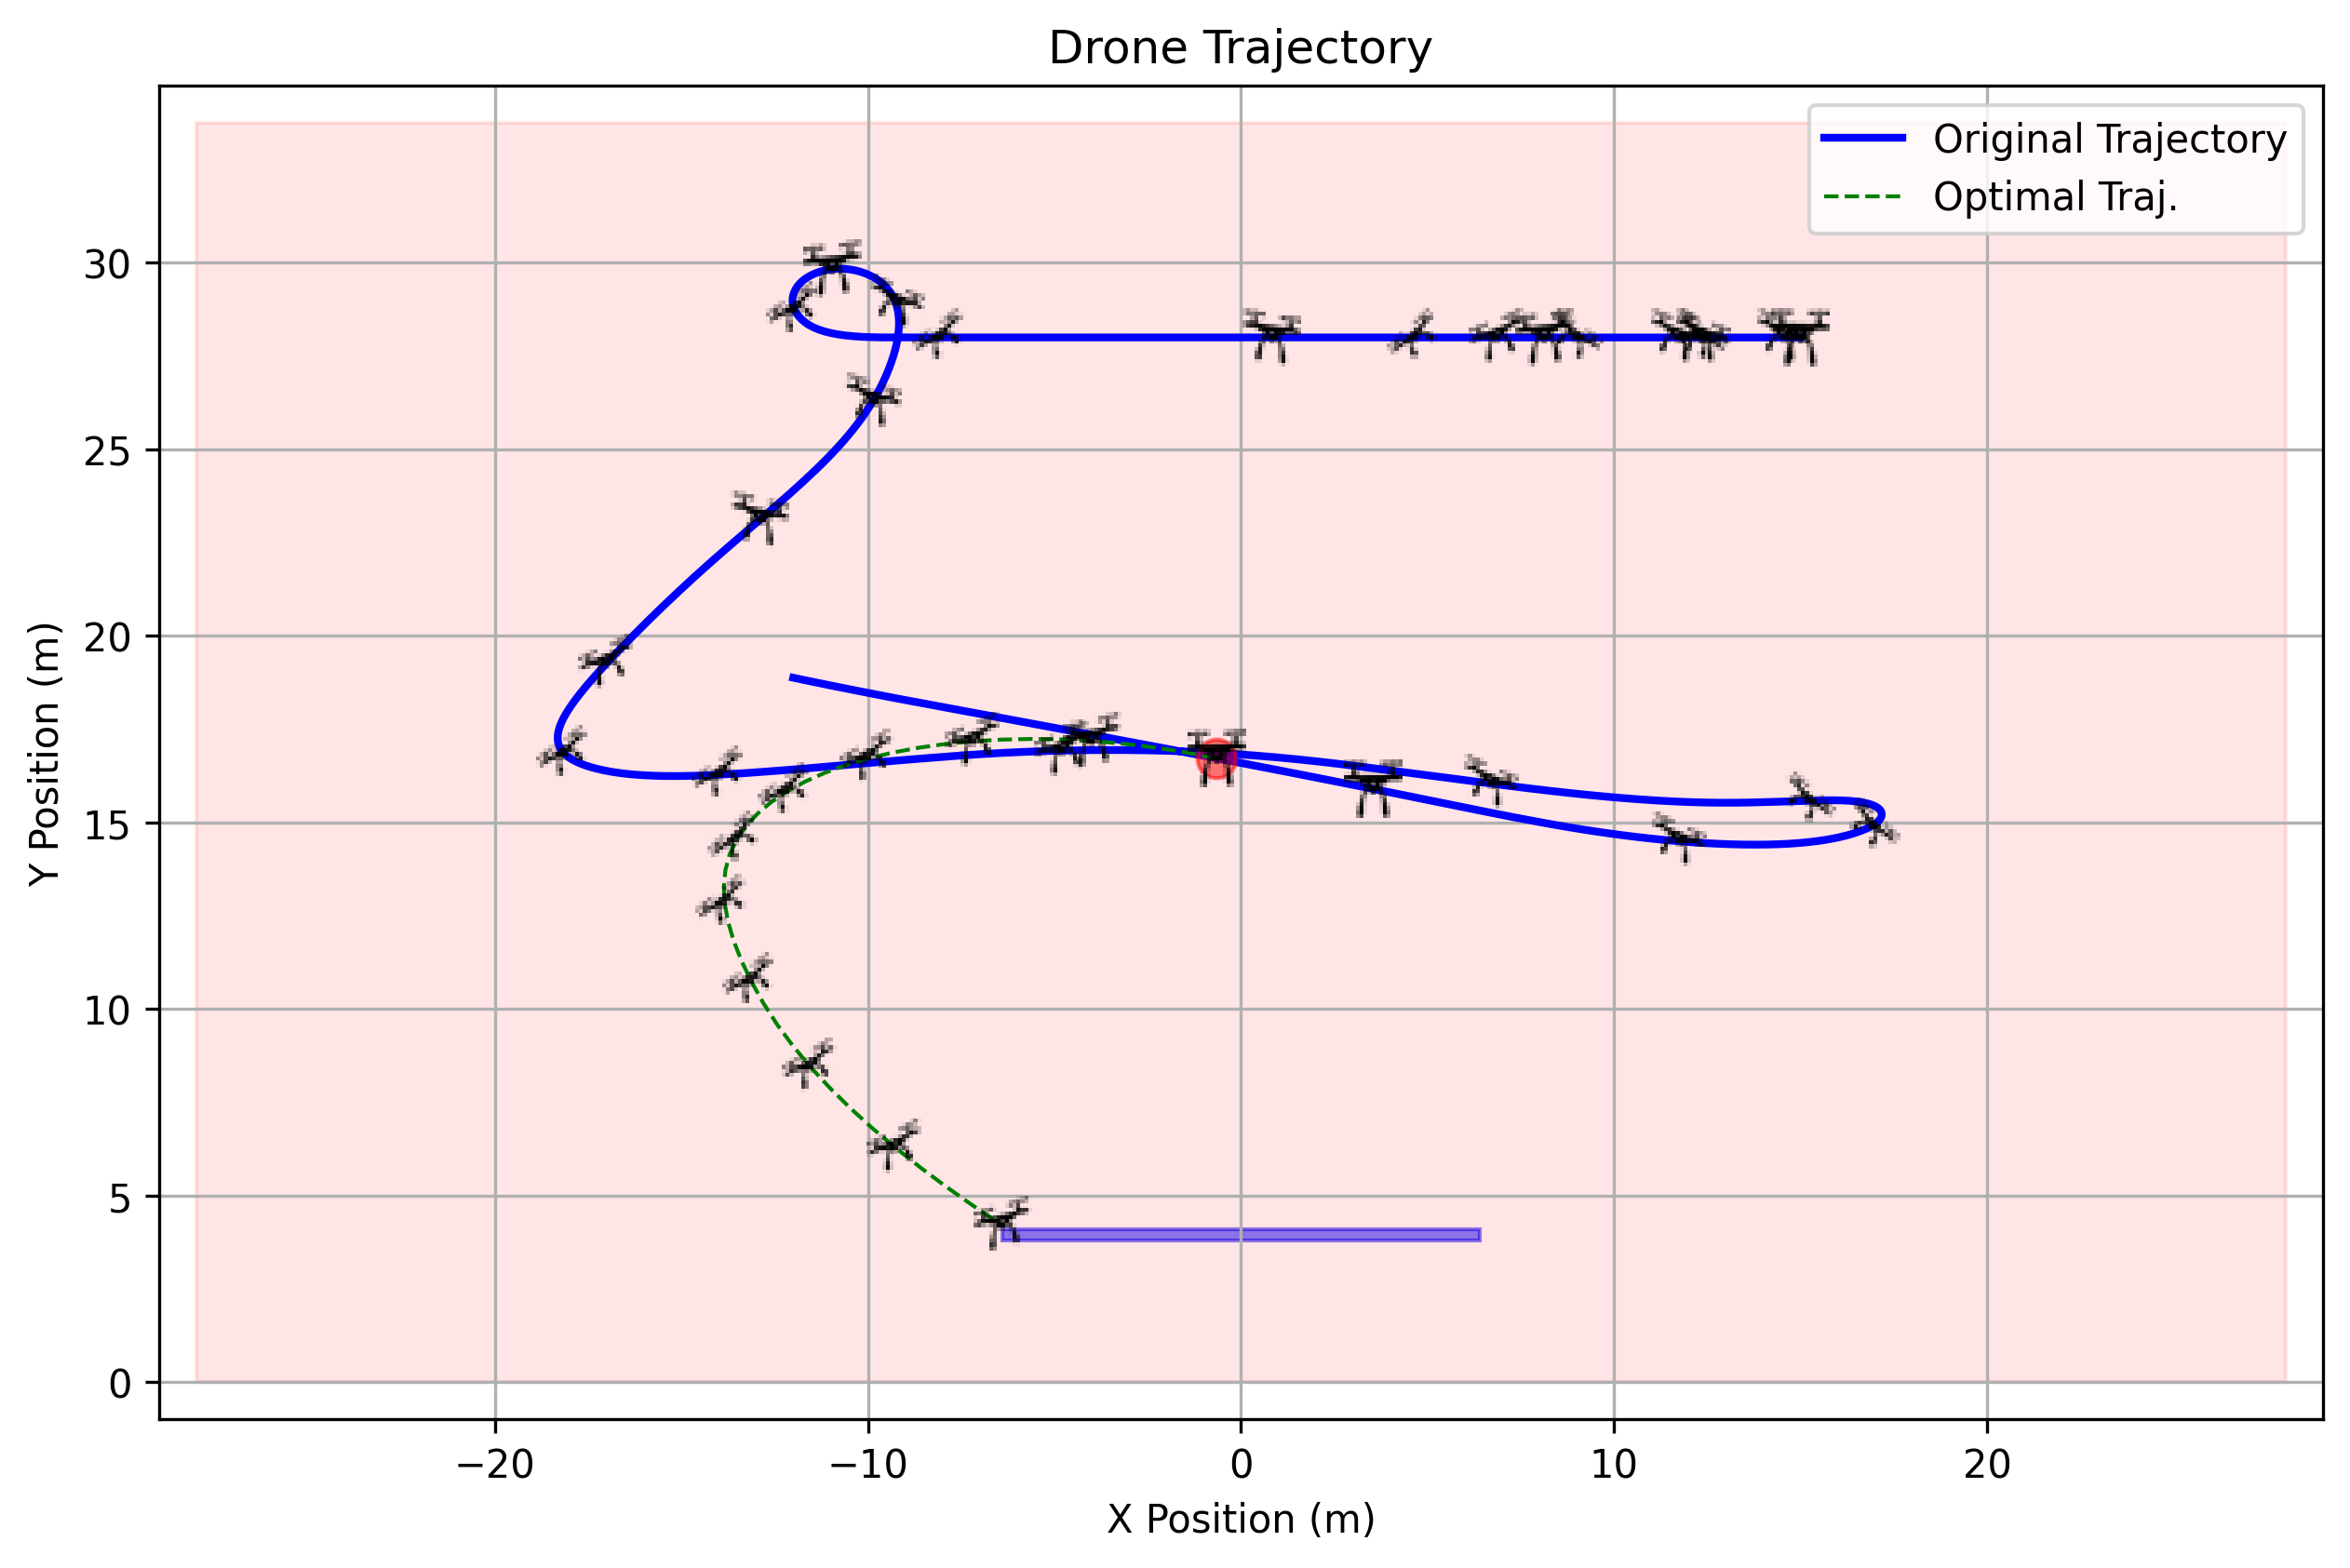 Drone Trajectory
Original Trajectory
Optimal Traj.
Y Position (m)
30
25
20
15
10
5
0
−20
−10
0
10
20
X Position (m)